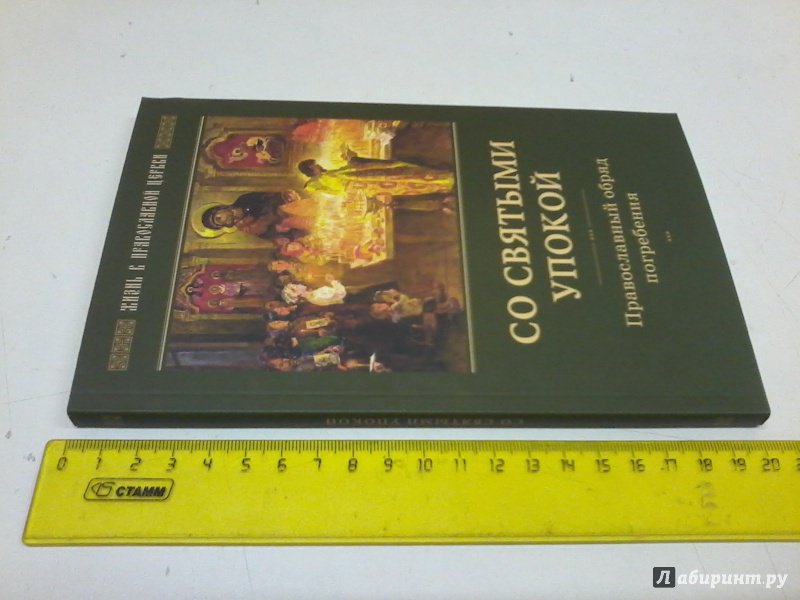 ЖИЗНЬ В ПРАВОСЛАВНОЙ ЦЕРКВИ
СО СВЯТЫМИ
УПОКОЙ
Православный обряд
погребения
СО СВЯТЫМИ УПОКОЙ
0 1 2 3 4 5 6 7 8 9 10 11 12 13 14 15 16 17 18 19 20 2
СТАММ
Лабиринт.ру